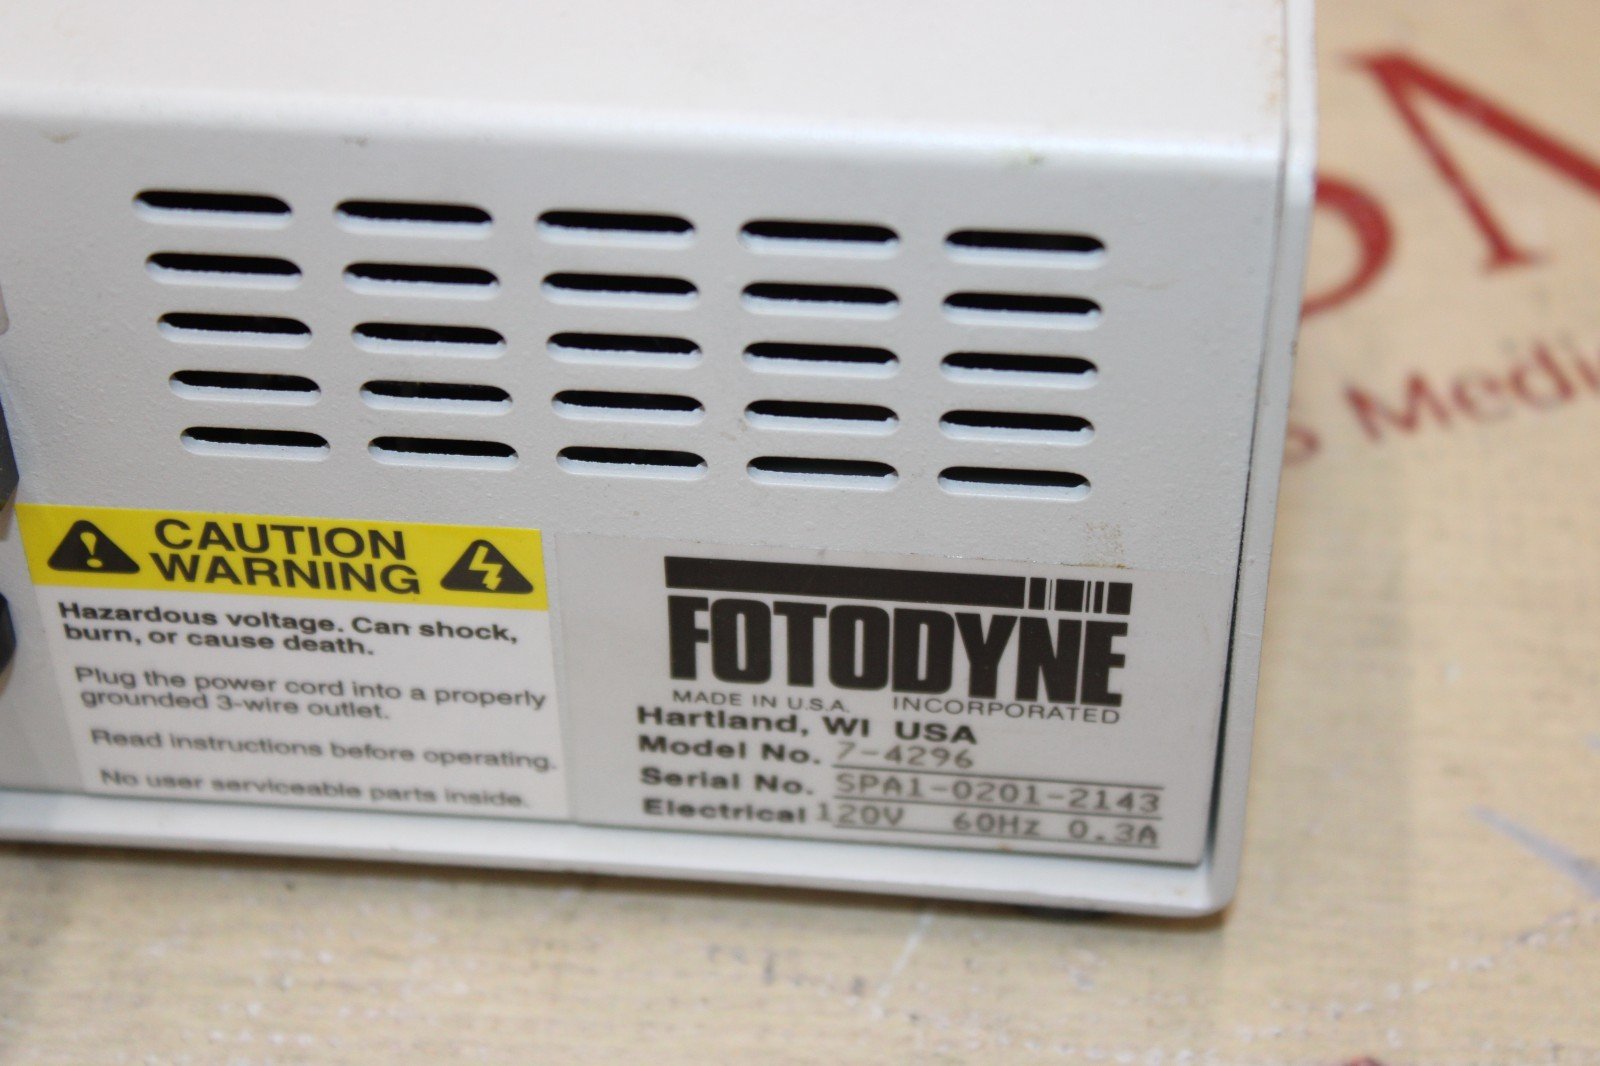 CAUTION
WARNING
Hazardous voltage. Can shock,
burn, or cause death.
Plug the power cord into a properly
grounded 3-wire outlet.
Read instructions before operating.
No user serviceable parts inside.
FOTODYNE
MADE IN U.S.A. INCORPORATED
Hartland, WI USA
Model No. 7-4296
Serial No. SPA1-0201-2143
Electrical 120V 60Hz 0.3A